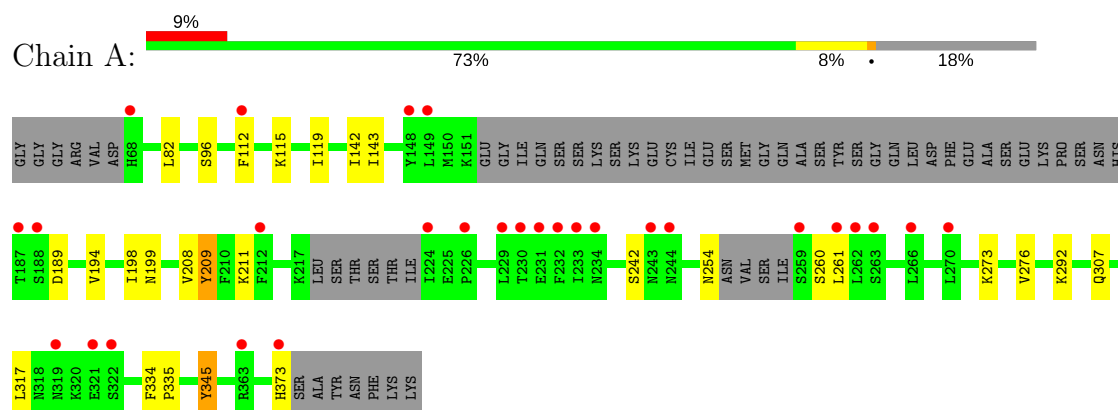 9%
Chain A:
73% 8% • 18%
GLY GLY GLY ARG VAL ASP H68 L82 S96 F112 K115 I119 I142 I143 Y148 L149 M150 K151 GLU GLY ILE GLN SER SER LYS SER LYS GLU CYS ILE GLU SER MET GLY GLN ALA SER TYR SER GLY GLN LEU ASP PHE GLU ALA SER GLU LYS PRO SER ASN HIS
T187 S188 D189 V194 I198 N199 V208 Y209 F210 K211 F212 K217 LEU SER THR SER THR ILE I224 E225 P226 L229 T230 E231 F232 I233 N234 S242 N243 N244 N254 ASN VAL SER ILE S259 S260 L261 L262 S263 L266 L270 K273 V276 K292 Q307
L317 N318 N319 K320 E321 S322 F334 P335 Y345 R363 H373 SER ALA TYR ASN PHE LYS LYS